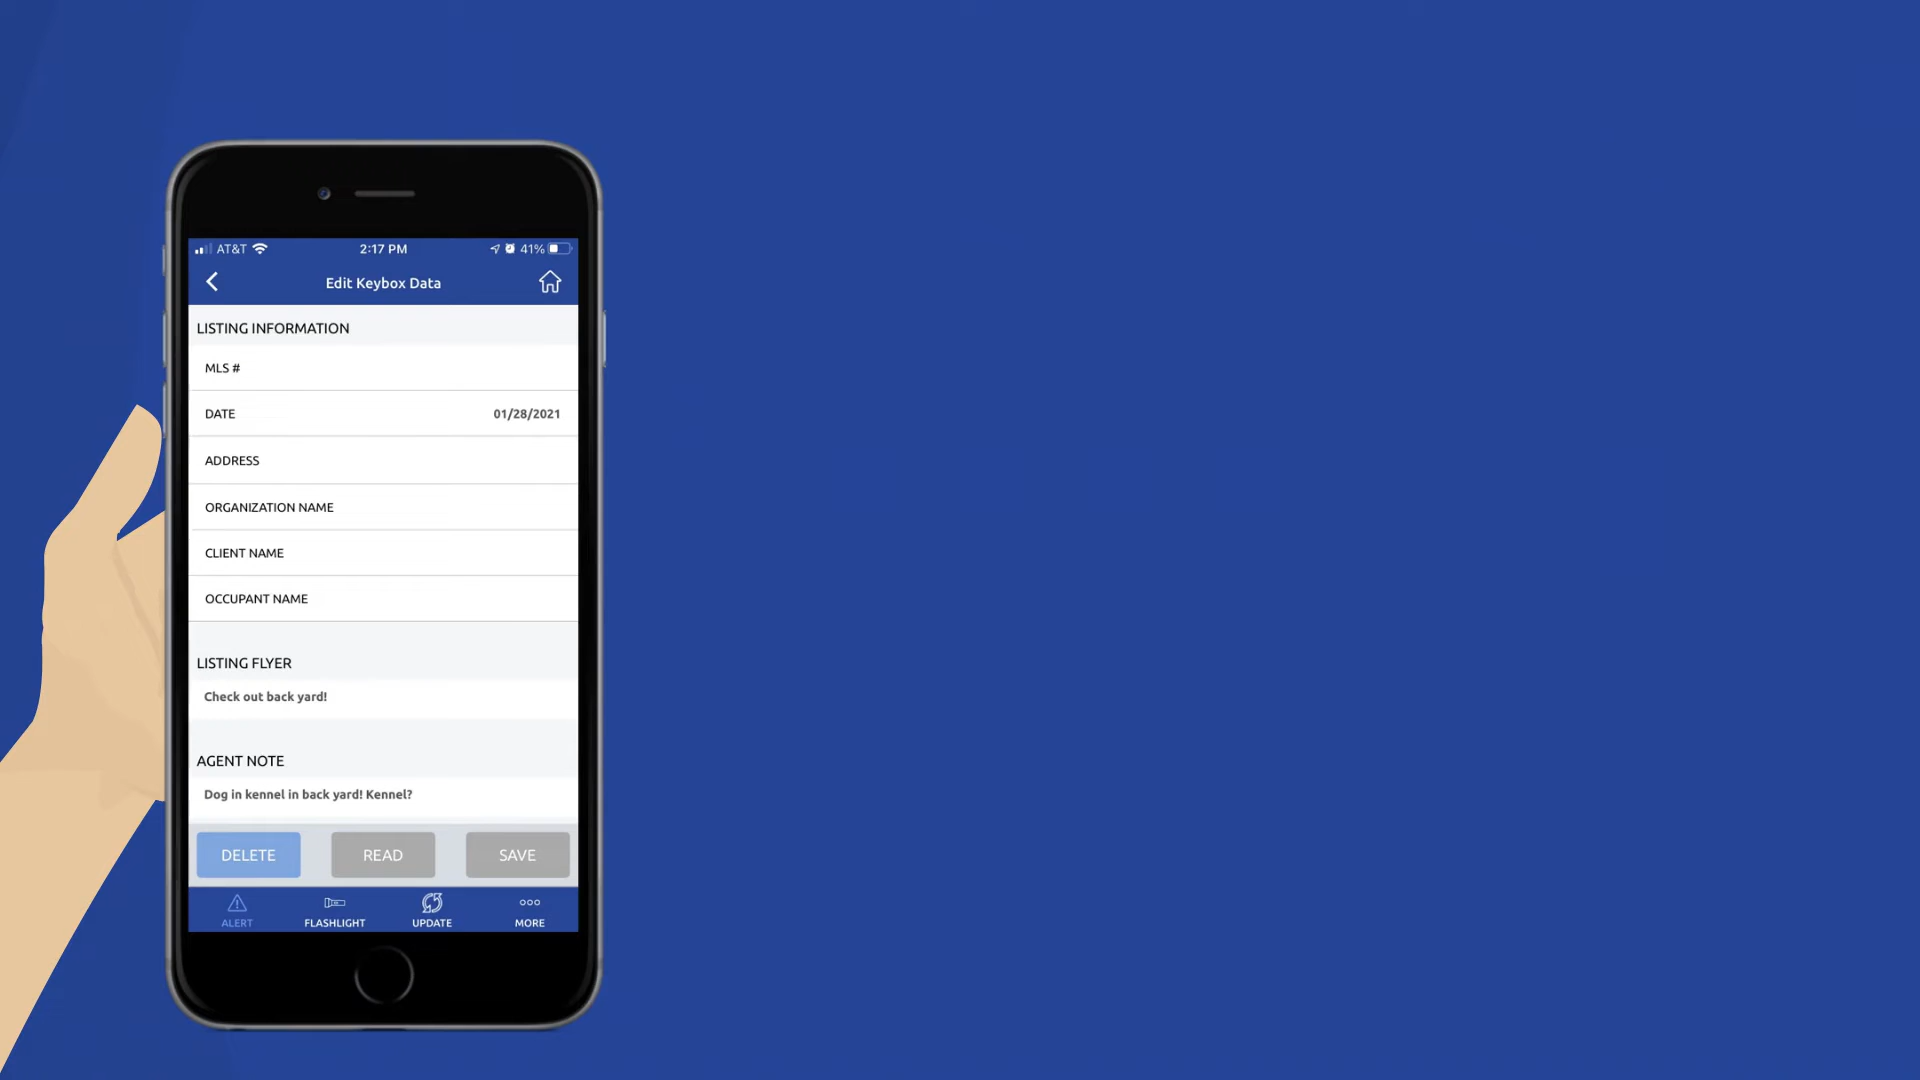 AT&T 2:17 PM 41%
Edit Keybox Data
LISTING INFORMATION
MLS #
DATE 01/28/2021
ADDRESS
ORGANIZATION NAME
CLIENT NAME
OCCUPANT NAME
LISTING FLYER
Check out back yard!
AGENT NOTE
Dog in kennel in back yard! Kennel?
DELETE READ SAVE
ALERT FLASHLIGHT UPDATE MORE